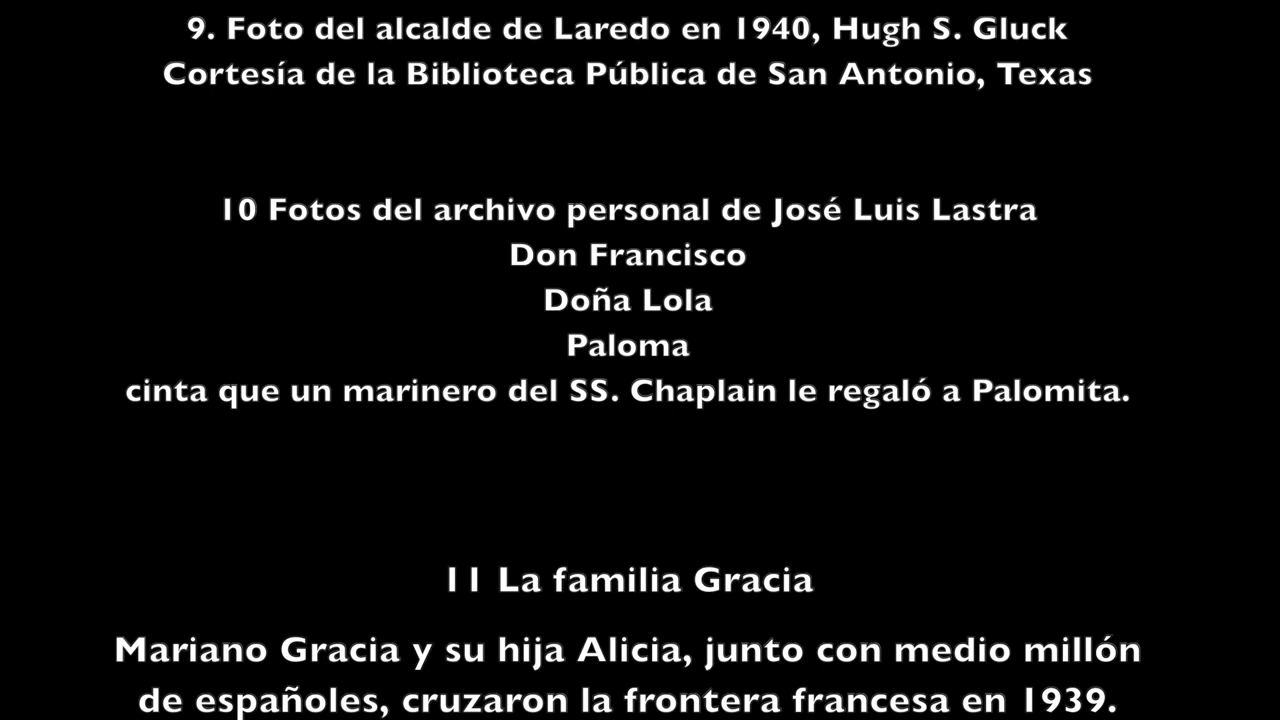 9. Foto del alcalde de Laredo en 1940, Hugh S. Gluck
Cortesía de la Biblioteca Pública de San Antonio, Texas
10 Fotos del archivo personal de José Luis Lastra
Don Francisco
Doña Lola
Paloma
cinta que un marinero del SS. Chaplain le regaló a Palomita.
11 La familia Gracia
Mariano Gracia y su hija Alicia, junto con medio millón
de españoles, cruzaron la frontera francesa en 1939.